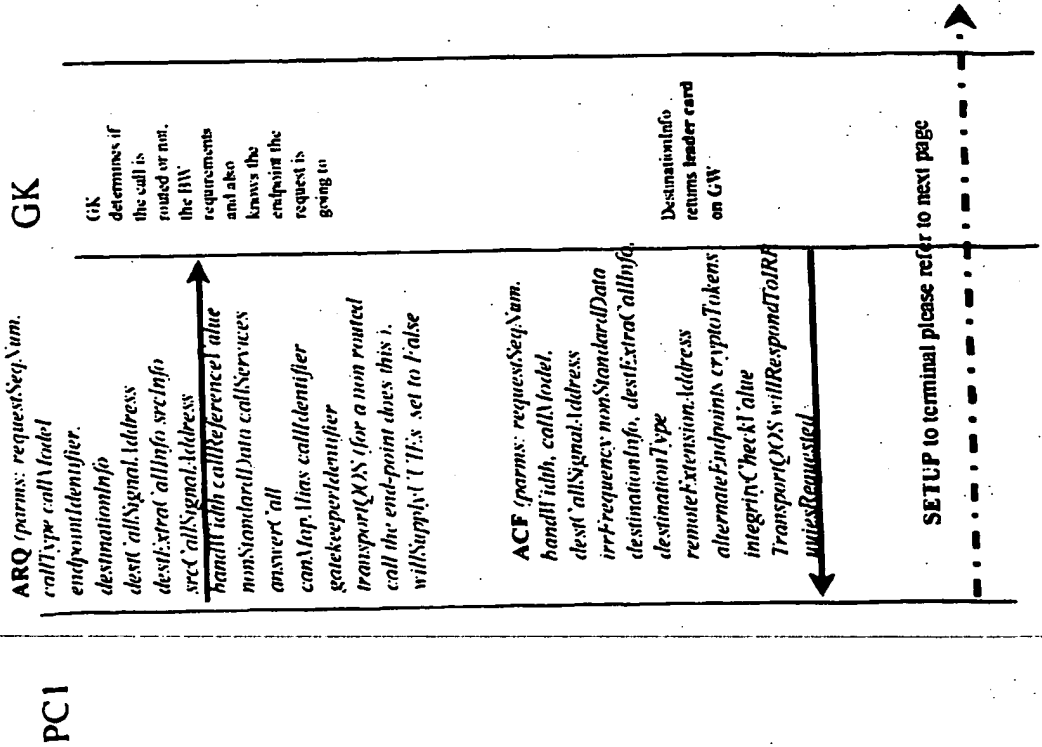 PC1
GK
ARQ (parms: requestSeqNum.
callType callModel
endpointIdentifier.
destinationInfo
destCallSignalAddress
destExtraCallInfo srcInfo
srcCallSignalAddress
bandWidth callReferenceValue
nonStandardData callServices
answerCall
canMapAlias callIdentifier
gatekeeperIdentifier
transportQOS (for a non routed
call the end-point does this i.
willSupplyUUIEs set to False
GK
determines if
the call is
routed or not,
the BW
requirements
and also
knows the
endpoint the
request is
going to
ACF (parms: requestSeqNum.
bandWidth, callModel,
destCallSignalAddress
irrFrequency nonStandardData
destinationInfo, destExtraCallInfo,
destinationType
remoteExtensionAddress
alternateEndpoints cryptoTokens
integrityCheckValue
TransportQOS willRespondToIRR
uuiesRequested
DestinationInfo
returns leader card
on GW
SETUP to terminal please refer to next page